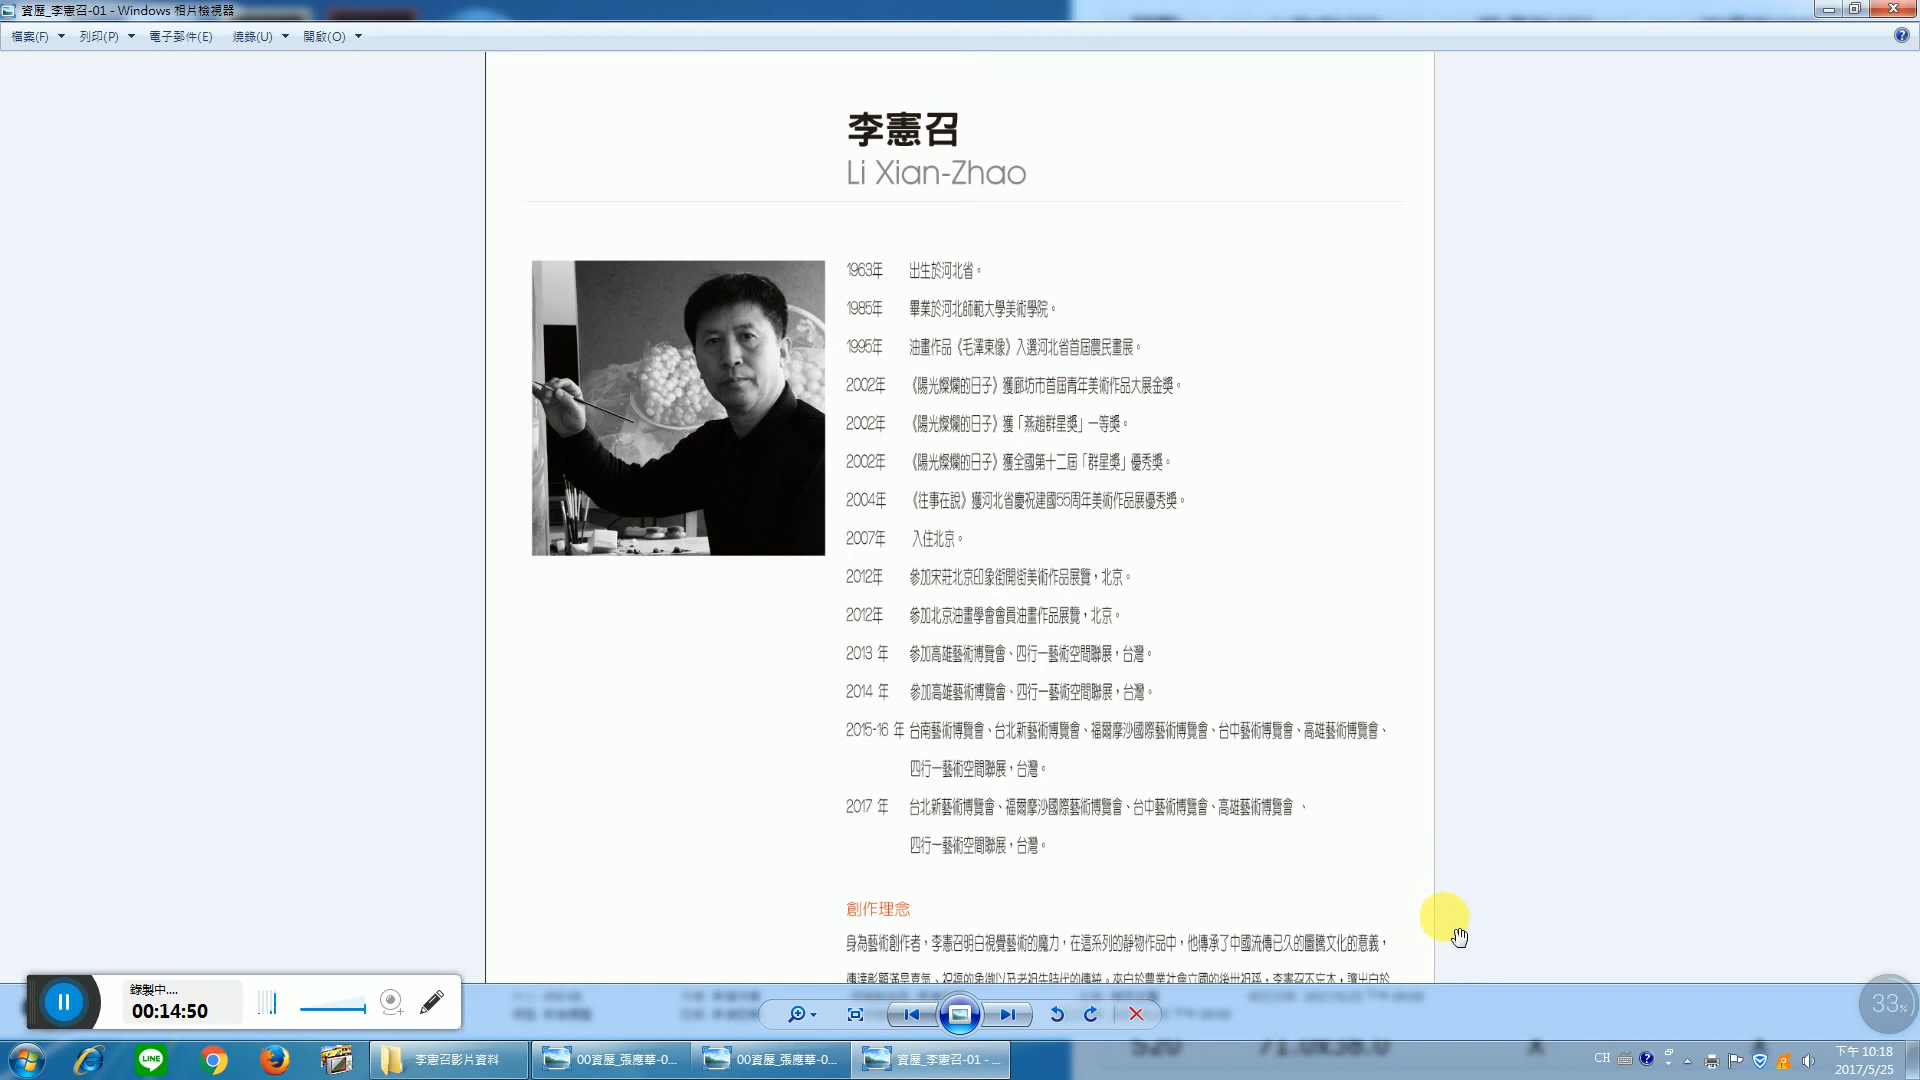 資歷_李憲召-01 - Windows 相片檢視器
檔案(F) 列印(P) 電子郵件(E) 燒錄(U) 開啟(O)
李憲召
Li Xian-Zhao
1963年 出生於河北省。
1985年 畢業於河北師範大學美術學院。
1995年 油畫作品《毛澤東像》入選河北省首屆農民畫展。
2002年 《陽光燦爛的日子》獲廊坊市首屆青年美術作品大展金獎。
2002年 《陽光燦爛的日子》獲「燕趙群星獎」一等獎。
2002年 《陽光燦爛的日子》獲全國第十二屆「群星獎」優秀獎。
2004年 《往事在說》獲河北省慶祝建國55周年美術作品展優秀獎。
2007年 入住北京。
2012年 參加宋莊北京印象街開街美術作品展覽，北京。
2012年 參加北京油畫學會會員油畫作品展覽，北京。
2013 年 參加高雄藝術博覽會、四行一藝術空間聯展，台灣。
2014 年 參加高雄藝術博覽會、四行一藝術空間聯展，台灣。
2015-16 年 台南藝術博覽會、台北新藝術博覽會、福爾摩沙國際藝術博覽會、台中藝術博覽會、高雄藝術博覽會、
四行一藝術空間聯展，台灣。
2017 年 台北新藝術博覽會、福爾摩沙國際藝術博覽會、台中藝術博覽會、高雄藝術博覽會 、
四行一藝術空間聯展，台灣。
創作理念
身為藝術創作者，李憲召明白視覺藝術的魔力，在這系列的靜物作品中，他傳承了中國流傳已久的圖騰文化的意義，
錄製中....
00:14:50
33%
李憲召影片資料
00資歷_張應華-0...
00資歷_張應華-0...
資歷_李憲召-01 - ...
LINE
CH
下午 10:18
2017/5/25